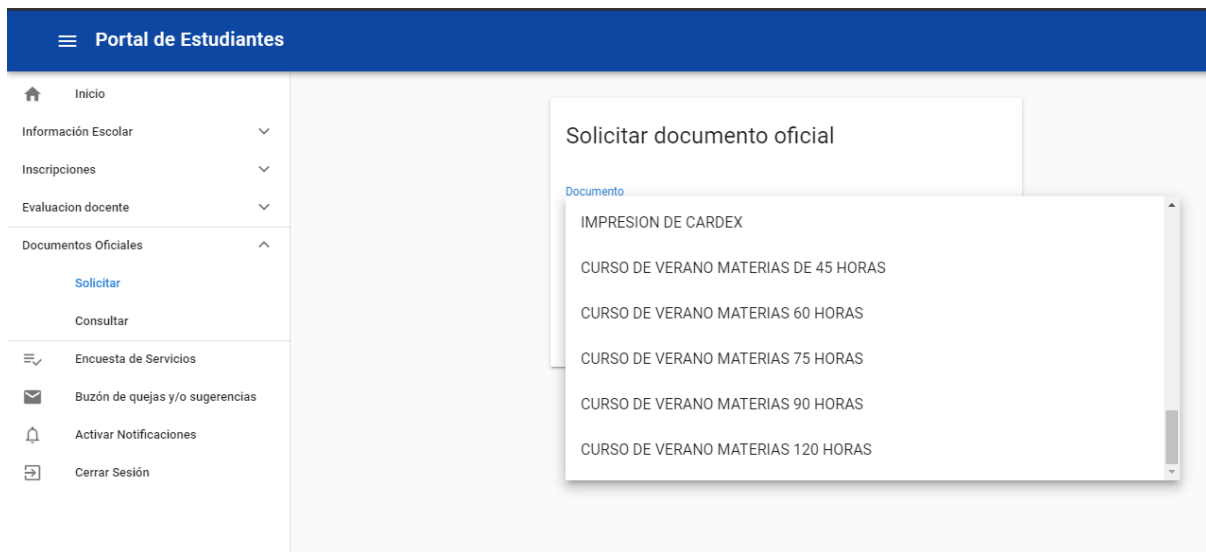 Portal de Estudiantes
Inicio
Información Escolar
Inscripciones
Evaluacion docente
Documentos Oficiales
Solicitar
Consultar
Encuesta de Servicios
Buzón de quejas y/o sugerencias
Activar Notificaciones
Cerrar Sesión
Solicitar documento oficial
Documento
IMPRESION DE CARDEX
CURSO DE VERANO MATERIAS DE 45 HORAS
CURSO DE VERANO MATERIAS 60 HORAS
CURSO DE VERANO MATERIAS 75 HORAS
CURSO DE VERANO MATERIAS 90 HORAS
CURSO DE VERANO MATERIAS 120 HORAS